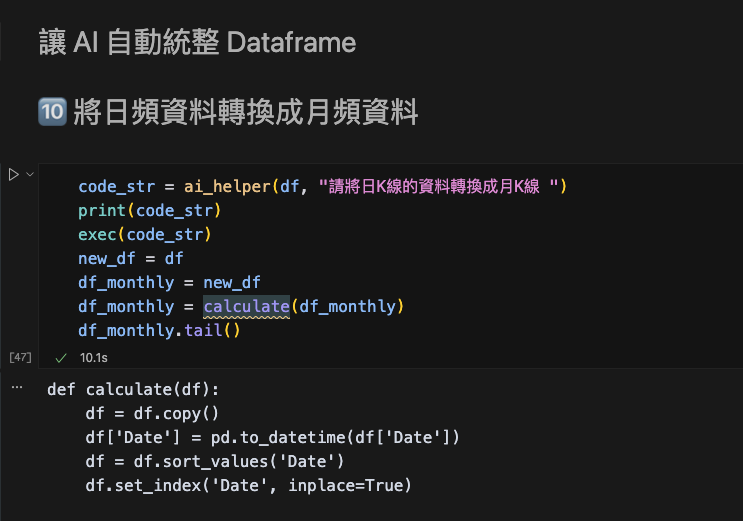 讓 AI 自動統整 Dataframe
🔟 將日頻資料轉換成月頻資料
code_str = ai_helper(df, "請將日K線的資料轉換成月K線 ")
print(code_str)
exec(code_str)
new_df = df
df_monthly = new_df
df_monthly = calculate(df_monthly)
df_monthly.tail()
[47] ✓ 10.1s
... def calculate(df):
    df = df.copy()
    df['Date'] = pd.to_datetime(df['Date'])
    df = df.sort_values('Date')
    df.set_index('Date', inplace=True)